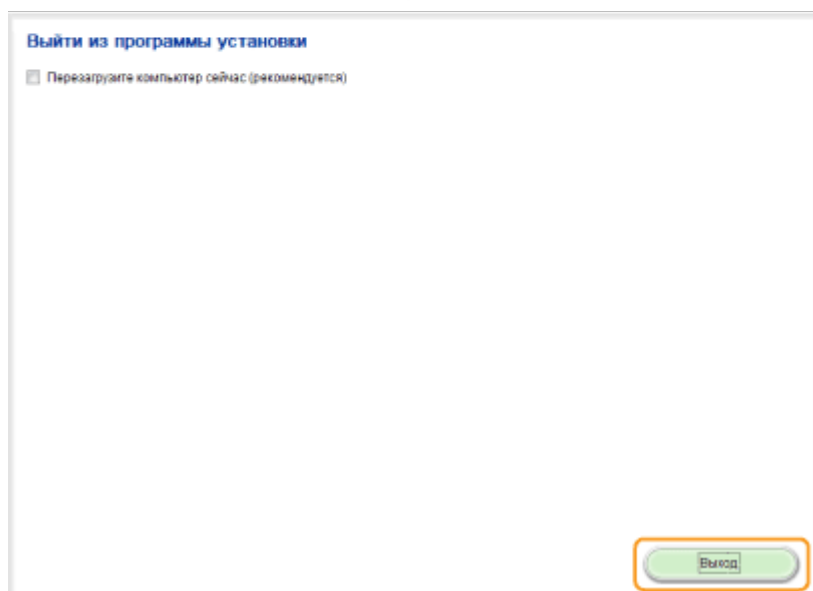 Выйти из программы установки
Перезагрузите компьютер сейчас (рекомендуется)
Выход